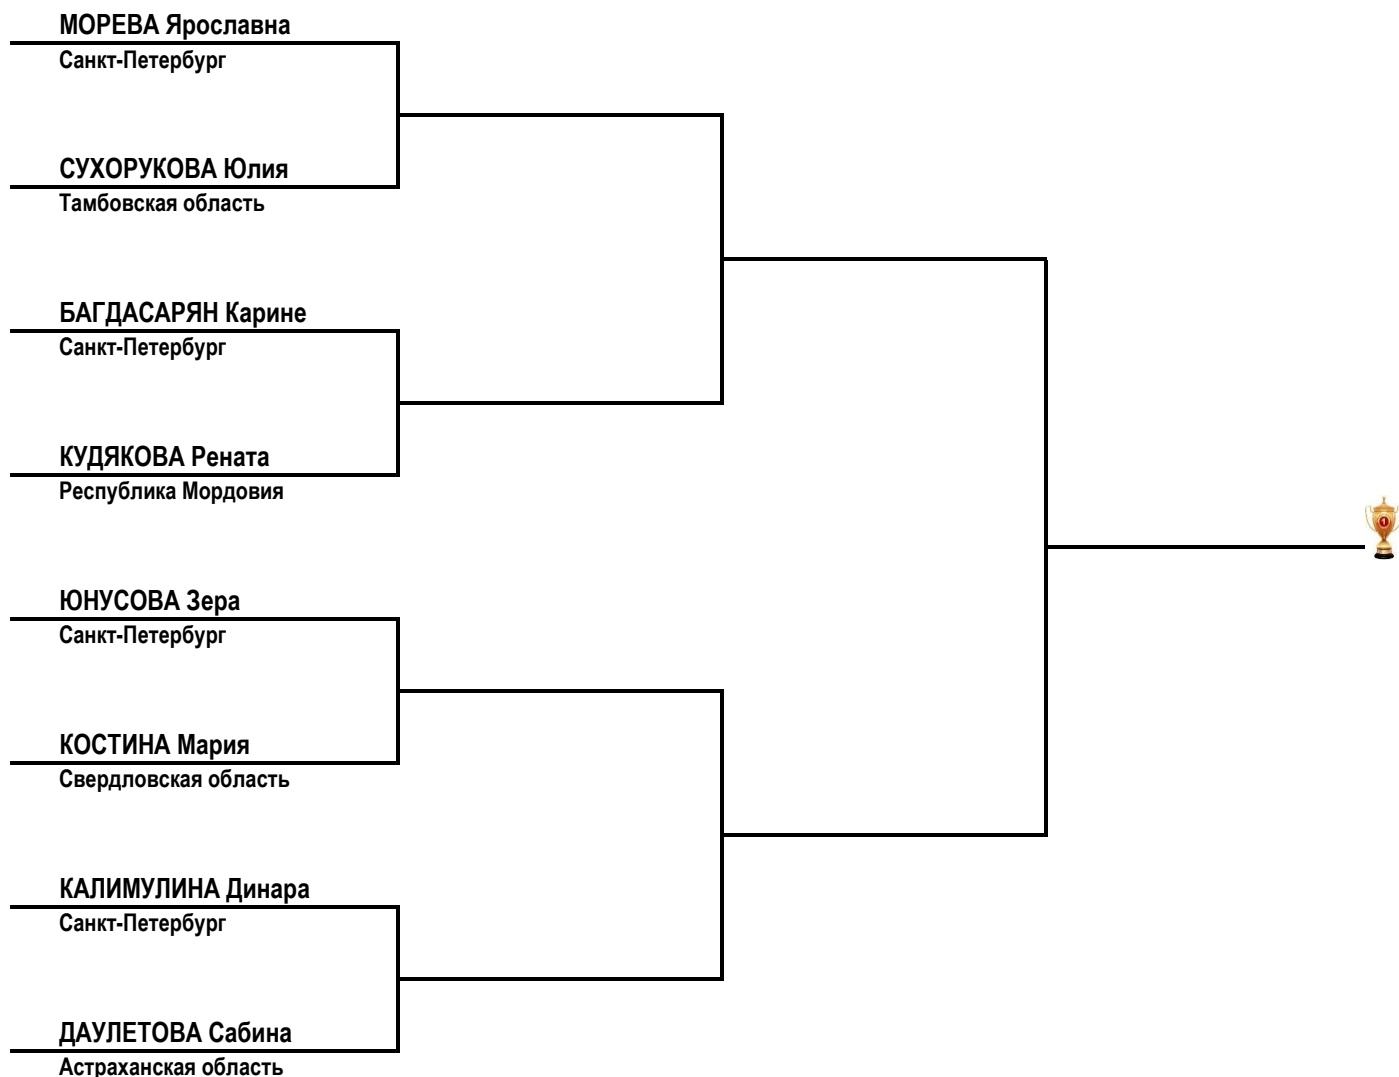 МОРЕВА Ярославна
Санкт-Петербург
СУХОРУКОВА Юлия
Тамбовская область
БАГДАСАРЯН Карине
Санкт-Петербург
КУДЯКОВА Рената
Республика Мордовия
1
ЮНУСОВА Зера
Санкт-Петербург
КОСТИНА Мария
Свердловская область
КАЛИМУЛИНА Динара
Санкт-Петербург
ДАУЛЕТОВА Сабина
Астраханская область